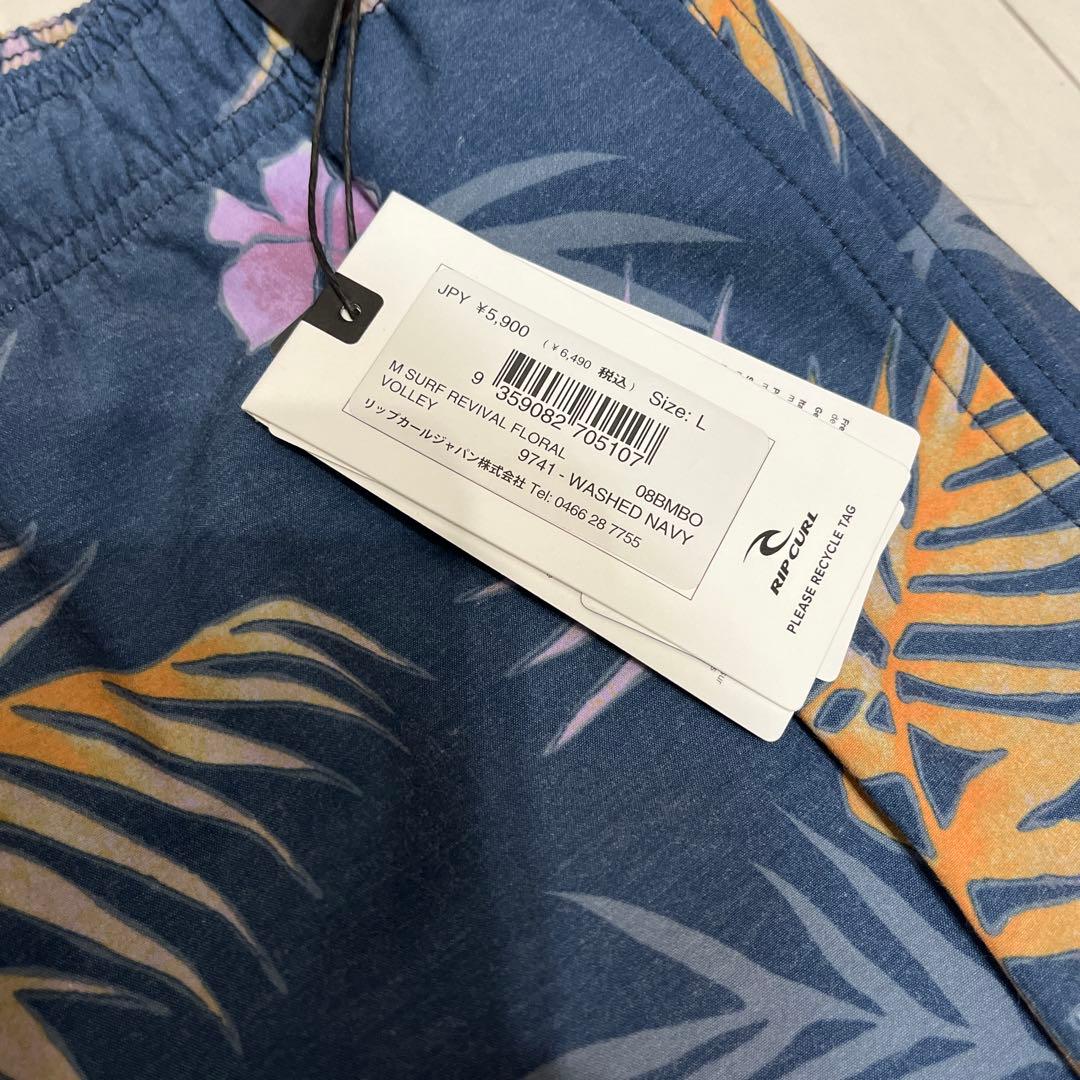 JPY ¥5,900
( ¥ 6,490 税込 )
Size: L
9 359082 705107
M SURF REVIVAL FLORAL
VOLLEY
08BMBO
9741 - WASHED NAVY
リップカールジャパン株式会社 Tel: 0466 28 7755
RIP CURL
PLEASE RECYCLE TAG